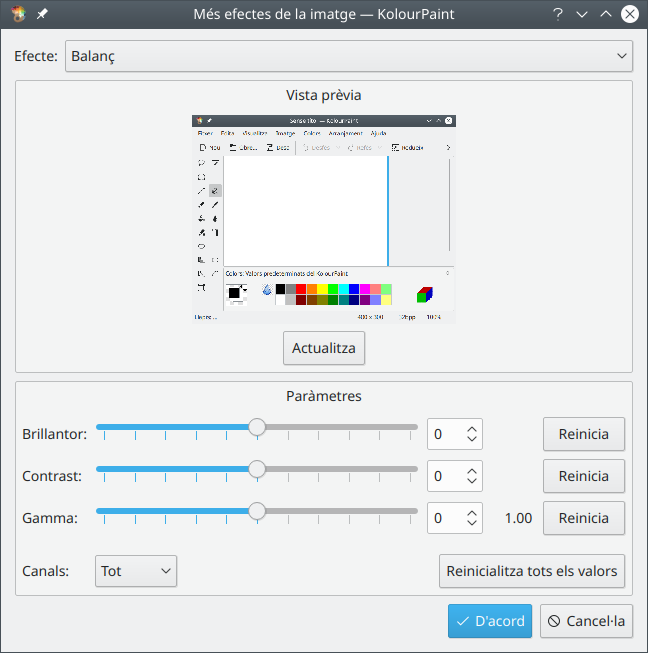 Més efectes de la imatge — KolourPaint
Efecte: Balanç
Vista prèvia
Sense títol — KolourPaint
Fitxer Edita Visualitza Imatge Colors Arranjament Ajuda
Nou Obre... Desa Desfés Refés Redueix
Colors: Valors predeterminats del KolourPaint
400 x 300 32bpp 100%
Actualitza
Paràmetres
Brillantor: 0 Reinicia
Contrast: 0 Reinicia
Gamma: 0 1.00 Reinicia
Canals: Tot Reinicialitza tots els valors
D'acord Cancel·la